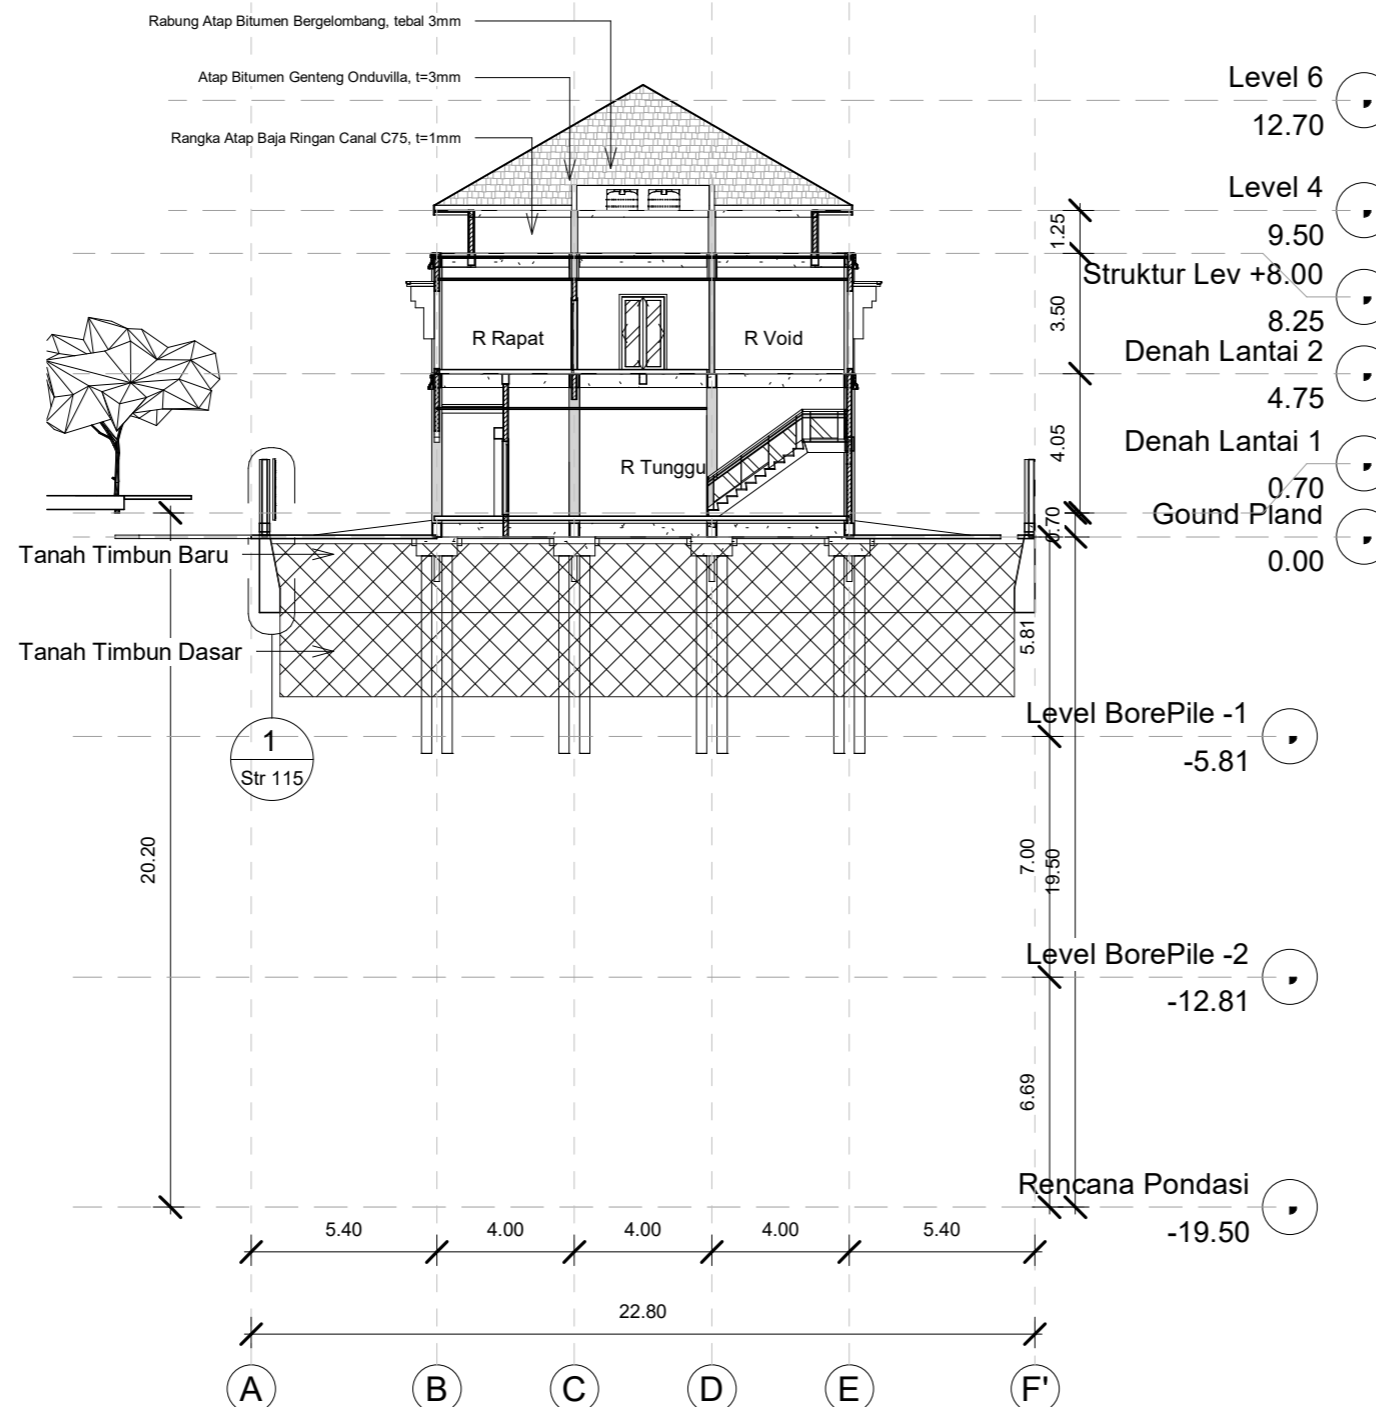 Rabung Atap Bitumen Bergelombang, tebal 3mm
Atap Bitumen Genteng Onduvilla, t=3mm
Rangka Atap Baja Ringan Canal C75, t=1mm
Level 6
12.70
Level 4
9.50
1.25
Struktur Lev +8.00
8.25
3.50
R Rapat
R Void
Denah Lantai 2
4.75
4.05
Denah Lantai 1
0.70
R Tunggu
Gound Pland
0.00
0.70
Tanah Timbun Baru
Tanah Timbun Dasar
5.81
Level BorePile -1
-5.81
1
Str 115
20.20
7.00
19.50
Level BorePile -2
-12.81
6.69
Rencana Pondasi
-19.50
5.40
4.00
4.00
4.00
5.40
22.80
A
B
C
D
E
F'